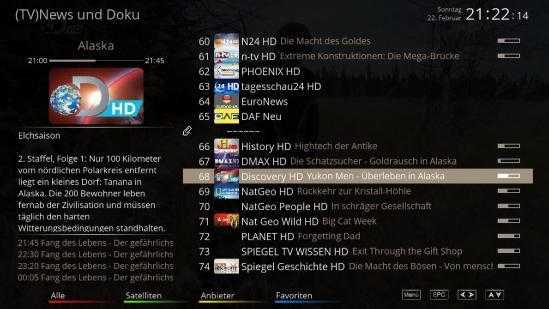 (TV)News und Doku
Sonntag
22. Februar
21:22:14
Alaska
21:00
21:45
HD
Elchsaison
2. Staffel, Folge 1: Nur 100 Kilometer
vom nördlichen Polarkreis entfernt
liegt ein kleines Dorf: Tanana in
Alaska. Die 200 Bewohner leben
fernab der Zivilisation und müssen
täglich den harten
Witterungsbedingungen standhalten.
21:45 Fang des Lebens - Der gefährlichs
22:30 Fang des Lebens - Der gefährlichs
23:20 Fang des Lebens - Der gefährlichs
00:05 Fang des Lebens - Der gefährlichs
60 N24 HD Die Macht des Goldes
61 n-tv HD Extreme Konstruktionen: Die Mega-Brücke
62 PHOENIX HD
63 tagesschau24 HD
64 EuroNews
65 DAF Neu
------
66 History HD Hightech der Antike
67 DMAX HD Die Schatzsucher - Goldrausch in Alaska
68 Discovery HD Yukon Men - Überleben in Alaska
69 NatGeo HD Rückkehr zur Kristall-Höhle
70 NatGeo People HD In schräger Gesellschaft
71 Nat Geo Wild HD Big Cat Week
72 PLANET HD Forgetting Dad
73 SPIEGEL TV WISSEN HD Exit Through the Gift Shop
74 Spiegel Geschichte HD Die Macht des Bösen - Von mensc
Alle
Satelliten
Anbieter
Favoriten
Menü
EPG